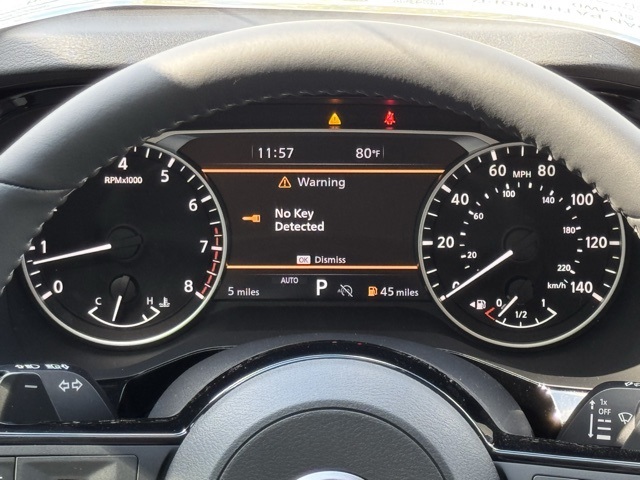 11:57 80°F
Warning
No Key
Detected
OK Dismiss
AUTO
5 miles P 45 miles
RPMx1000
0 1 4 5 6 7 8
C H
MPH
0 20 40 60 80 100 120 140
20 60 100 140 180 220
km/h
0 1/2 1
1x
OFF